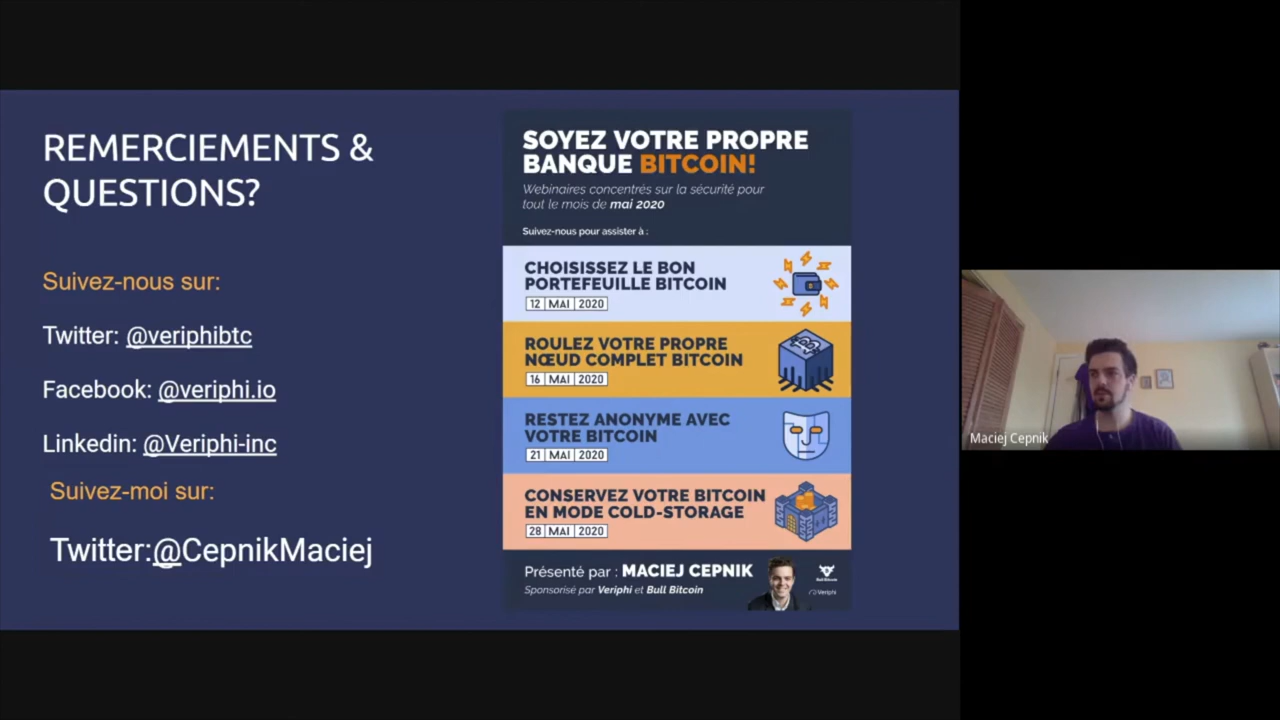 REMERCIEMENTS &
QUESTIONS?
Suivez-nous sur:
Twitter: @veriphibtc
Facebook: @veriphi.io
Linkedin: @Veriphi-inc
Suivez-moi sur:
Twitter:@CepnikMaciej
SOYEZ VOTRE PROPRE
BANQUE BITCOIN!
Webinaires concentrés sur la sécurité pour
tout le mois de mai 2020
Suivez-nous pour assister à :
CHOISISSEZ LE BON
PORTEFEUILLE BITCOIN
12 MAI 2020
ROULEZ VOTRE PROPRE
NŒUD COMPLET BITCOIN
16 MAI 2020
RESTEZ ANONYME AVEC
VOTRE BITCOIN
21 MAI 2020
CONSERVEZ VOTRE BITCOIN
EN MODE COLD-STORAGE
28 MAI 2020
Présenté par : MACIEJ CEPNIK
Sponsorisé par Veriphi et Bull Bitcoin
Bull Bitcoin
Veriphi
Maciej Cepnik